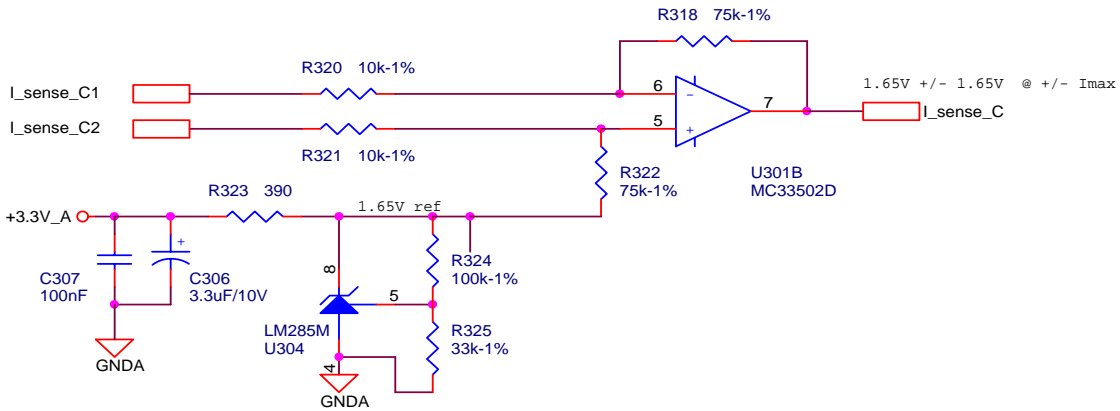 R318 75k-1%
R320 10k-1%
1.65V +/- 1.65V @ +/- Imax
I_sense_C1
6
-
7
I_sense_C
I_sense_C2
5
+
R321 10k-1%
R322
75k-1%
U301B
MC33502D
R323 390
+3.3V_A
1.65V ref
+
C307
100nF
C306
3.3uF/10V
8
R324
100k-1%
5
LM285M
U304
R325
33k-1%
GNDA
4
GNDA